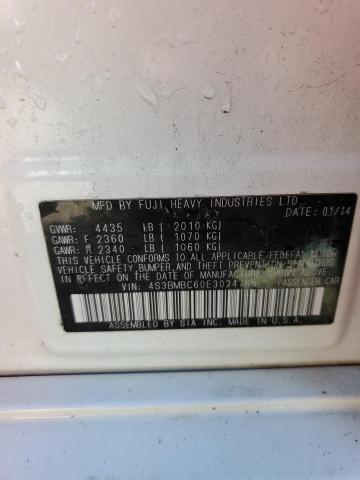 MFD BY FUJI HEAVY INDUSTRIES LTD.
DATE: 01/14
GVWR: 4435 LB ( 2010 KG)
GAWR: F 2360 LB ( 1070 KG)
GAWR: R 2340 LB ( 1060 KG)
THIS VEHICLE CONFORMS TO ALL APPLICABLE FEDERAL MOTOR
VEHICLE SAFETY, BUMPER, AND THEFT PREVENTION STANDARDS
IN EFFECT ON THE DATE OF MANUFACTURE SHOWN ABOVE.
VIN: PASSENGER CAR
ASSEMBLED BY SIA INC. MADE IN U.S.A.